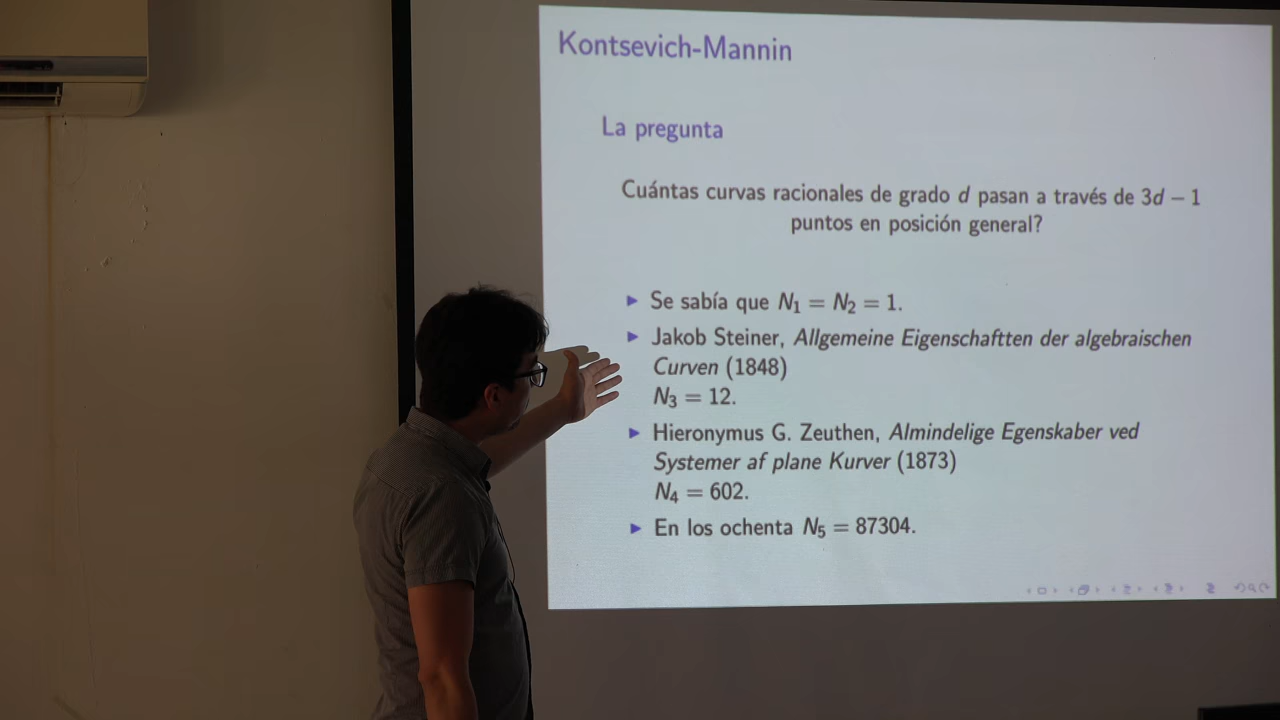 Kontsevich-Mannin
La pregunta
Cuántas curvas racionales de grado d pasan a través de 3d − 1
puntos en posición general?
▶ Se sabía que N₁ = N₂ = 1.
▶ Jakob Steiner, Allgemeine Eigenschaftten der algebraischen
Curven (1848)
N₃ = 12.
▶ Hieronymus G. Zeuthen, Almindelige Egenskaber ved
Systemer af plane Kurver (1873)
N₄ = 602.
▶ En los ochenta N₅ = 87304.